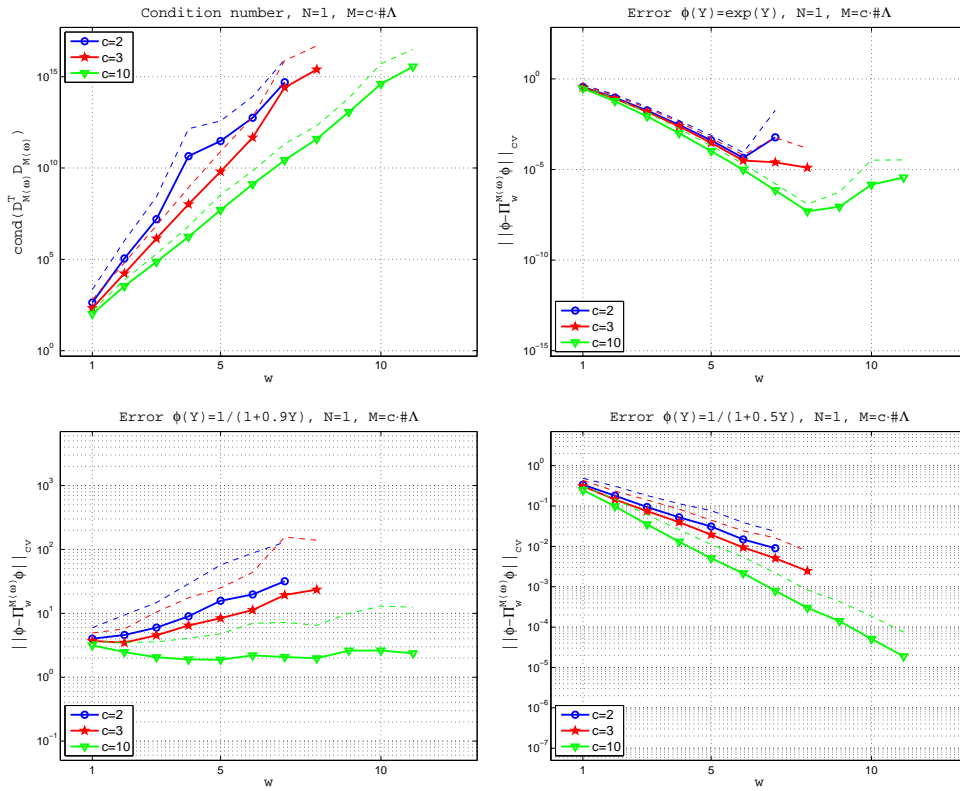 Condition number, N=1, M=c·#Λ
cond(D^T_M(ω) D_M(ω))
10^15
10^10
10^5
10^0
c=2
c=3
c=10
1
5
10
w
Error ϕ(Y)=exp(Y), N=1, M=c·#Λ
||ϕ-Π_w^M(ω)ϕ||_cv
10^0
10^-5
10^-10
10^-15
c=2
c=3
c=10
1
5
10
w
Error ϕ(Y)=1/(1+0.9Y), N=1, M=c·#Λ
||ϕ-Π_w^M(ω)ϕ||_cv
10^3
10^2
10^1
10^0
10^-1
c=2
c=3
c=10
1
5
10
w
Error ϕ(Y)=1/(1+0.5Y), N=1, M=c·#Λ
||ϕ-Π_w^M(ω)ϕ||_cv
10^0
10^-1
10^-2
10^-3
10^-4
10^-5
10^-6
10^-7
c=2
c=3
c=10
1
5
10
w